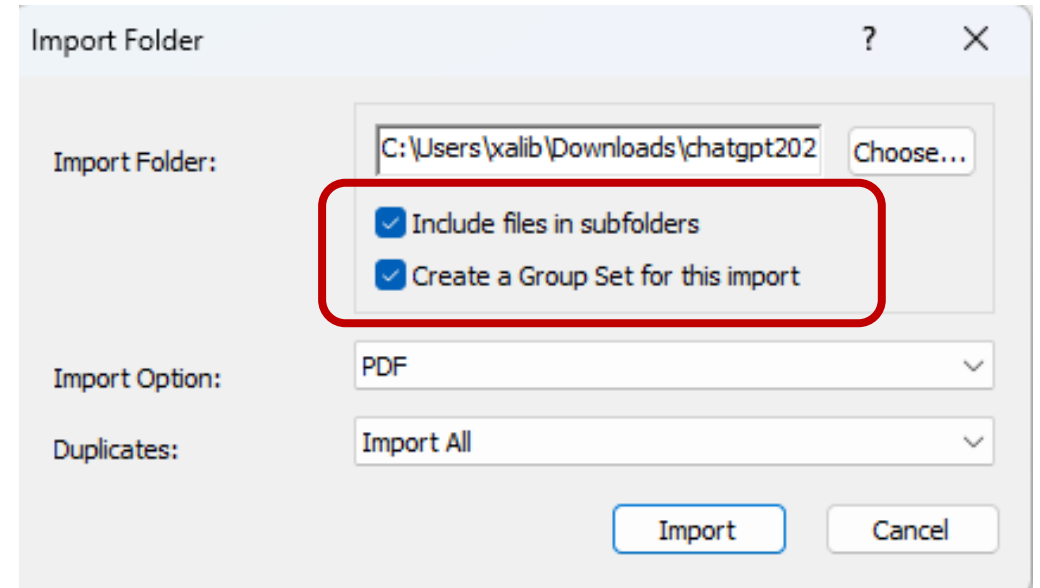 Import Folder
?
Import Folder:
C:\Users\xalib\Downloads\chatgpt202
Choose...
Include files in subfolders
Create a Group Set for this import
Import Option:
PDF
Duplicates:
Import All
Import
Cancel